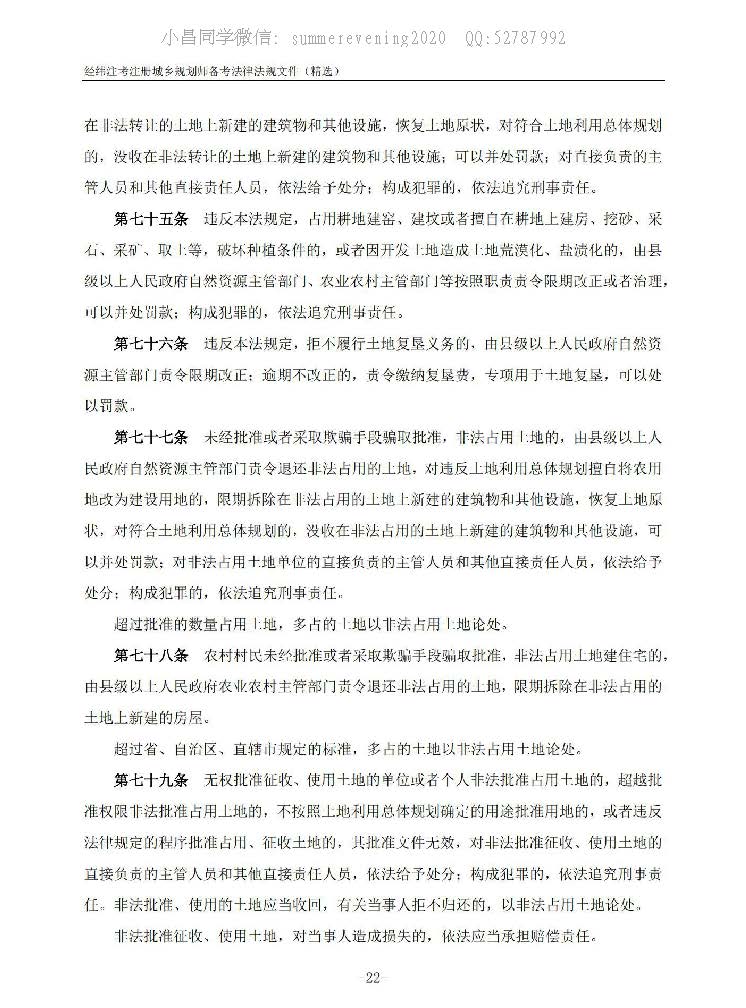 小昌同学微信: summerevening2020 QQ:52787992
经纬注考注册城乡规划师备考法律法规文件（精选）
在非法转让的土地上新建的建筑物和其他设施，恢复土地原状，对符合土地利用总体规划
的，没收在非法转让的土地上新建的建筑物和其他设施；可以并处罚款；对直接负责的主
管人员和其他直接责任人员，依法给予处分；构成犯罪的，依法追究刑事责任。
第七十五条 违反本法规定，占用耕地建窑、建坟或者擅自在耕地上建房、挖砂、采
石、采矿、取土等，破坏种植条件的，或者因开发土地造成土地荒漠化、盐渍化的，由县
级以上人民政府自然资源主管部门、农业农村主管部门等按照职责责令限期改正或者治理，
可以并处罚款；构成犯罪的，依法追究刑事责任。
第七十六条 违反本法规定，拒不履行土地复垦义务的，由县级以上人民政府自然资
源主管部门责令限期改正；逾期不改正的，责令缴纳复垦费，专项用于土地复垦，可以处
以罚款。
第七十七条 未经批准或者采取欺骗手段骗取批准，非法占用土地的，由县级以上人
民政府自然资源主管部门责令退还非法占用的土地，对违反土地利用总体规划擅自将农用
地改为建设用地的，限期拆除在非法占用的土地上新建的建筑物和其他设施，恢复土地原
状，对符合土地利用总体规划的，没收在非法占用的土地上新建的建筑物和其他设施，可
以并处罚款；对非法占用土地单位的直接负责的主管人员和其他直接责任人员，依法给予
处分；构成犯罪的，依法追究刑事责任。
超过批准的数量占用土地，多占的土地以非法占用土地论处。
第七十八条 农村村民未经批准或者采取欺骗手段骗取批准，非法占用土地建住宅的，
由县级以上人民政府农业农村主管部门责令退还非法占用的土地，限期拆除在非法占用的
土地上新建的房屋。
超过省、自治区、直辖市规定的标准，多占的土地以非法占用土地论处。
第七十九条 无权批准征收、使用土地的单位或者个人非法批准占用土地的，超越批
准权限非法批准占用土地的，不按照土地利用总体规划确定的用途批准用地的，或者违反
法律规定的程序批准占用、征收土地的，其批准文件无效，对非法批准征收、使用土地的
直接负责的主管人员和其他直接责任人员，依法给予处分；构成犯罪的，依法追究刑事责
任。非法批准、使用的土地应当收回，有关当事人拒不归还的，以非法占用土地论处。
非法批准征收、使用土地，对当事人造成损失的，依法应当承担赔偿责任。
-22-